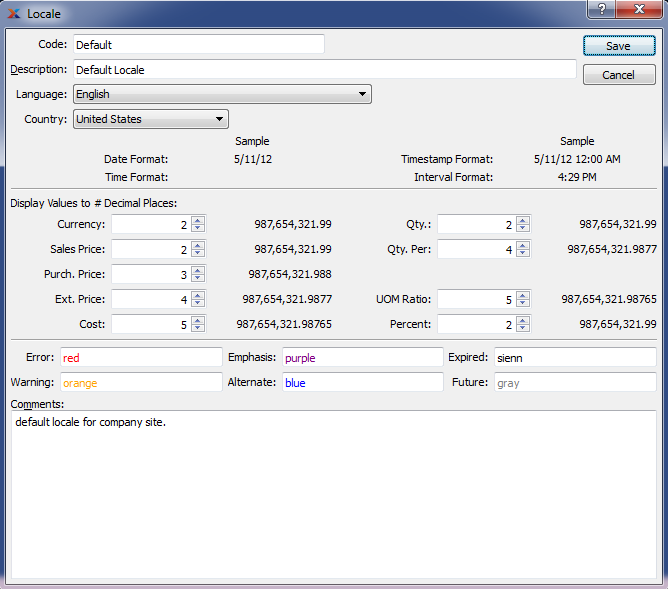 Locale
Code: Default
Save
Description: Default Locale
Cancel
Language: English
Country: United States
Sample Sample
Date Format: 5/11/12 Timestamp Format: 5/11/12 12:00 AM
Time Format: Interval Format: 4:29 PM
Display Values to # Decimal Places:
Currency: 2 987,654,321.99 Qty.: 2 987,654,321.99
Sales Price: 2 987,654,321.99 Qty. Per: 4 987,654,321.9877
Purch. Price: 3 987,654,321.988
Ext. Price: 4 987,654,321.9877 UOM Ratio: 5 987,654,321.98765
Cost: 5 987,654,321.98765 Percent: 2 987,654,321.99
Error: red Emphasis: purple Expired: sienn
Warning: orange Alternate: blue Future: gray
Comments:
default locale for company site.